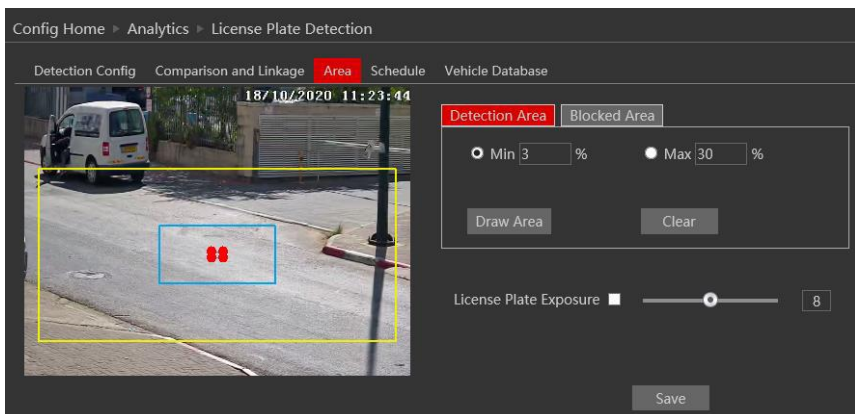 Config Home ▶ Analytics ▶ License Plate Detection
Detection Config Comparison and Linkage Area Schedule Vehicle Database
18/10/2020 11:23:44
Detection Area Blocked Area
Min 3 % Max 30 %
Draw Area Clear
License Plate Exposure 8
Save